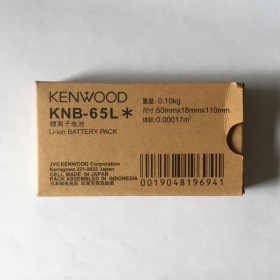 KENWOOD
KNB-65L*
锂离子电池
Li-ion BATTERY PACK
重量: 0.10kg
尺寸: 60mm×18mm×110mm
体积: 0.00017m³
JVC KENWOOD Corporation
Kanagawa 221-0022 Japan
CELL MADE IN JAPAN
PACK ASSEMBLED IN INDONESIA
0019048196941